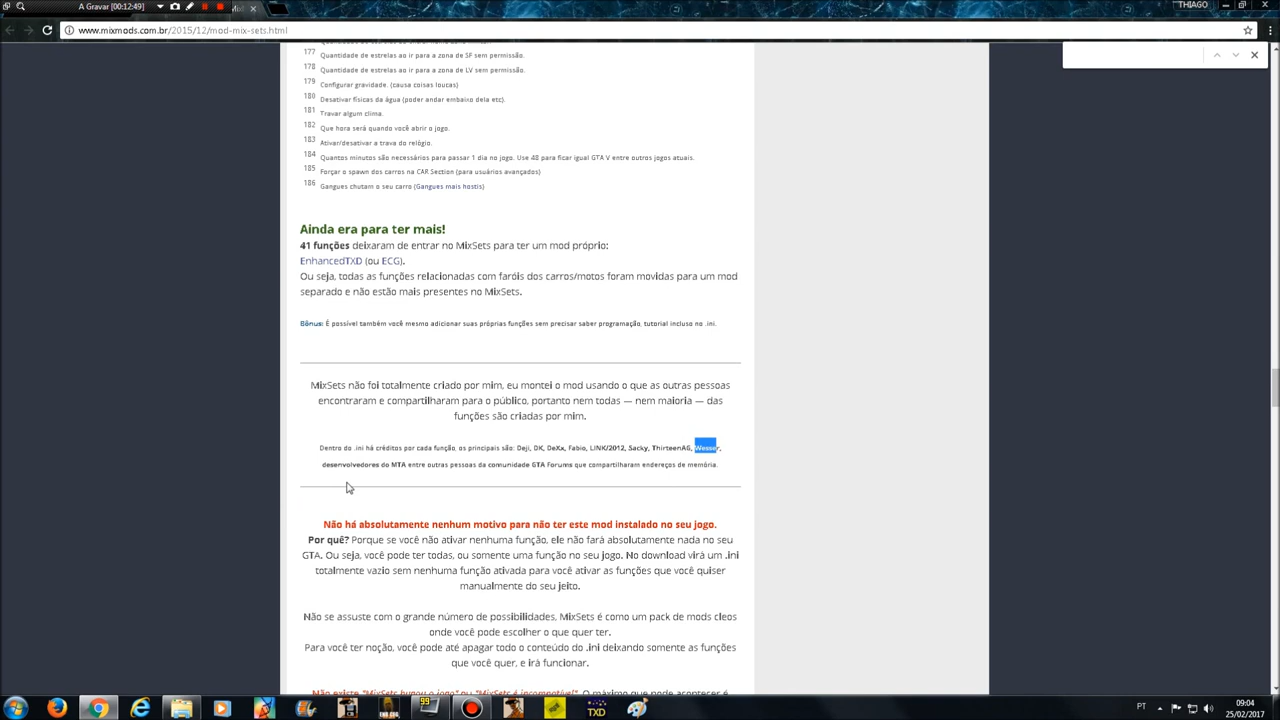 A Gravar [00:12:49]
THIAGO
www.mixmods.com.br/2015/12/mod-mix-sets.html
177 Quantidade de estrelas ao ir para a zona de SF sem permissão.
178 Quantidade de estrelas ao ir para a zona de LV sem permissão.
179 Configurar gravidade. (causa coisas loucas)
180 Desativar físicas da água (poder andar embaixo dela etc).
181 Travar algum clima.
182 Que hora será quando você abrir o jogo.
183 Ativar/desativar a trava do relógio.
184 Quantos minutos são necessários para passar 1 dia no jogo. Use 48 para ficar igual GTA V entre outros jogos atuais.
185 Forçar o spawn dos carros na CAR Section (para usuários avançados)
186 Gangues chutam o seu carro (Gangues mais hostis)
Ainda era para ter mais!
41 funções deixaram de entrar no MixSets para ter um mod próprio:
EnhancedTXD (ou ECG).
Ou seja, todas as funções relacionadas com faróis dos carros/motos foram movidas para um mod
separado e não estão mais presentes no MixSets.
Bônus: É possível também você mesmo adicionar suas próprias funções sem precisar saber programação, tutorial incluso no .ini.
MixSets não foi totalmente criado por mim, eu montei o mod usando o que as outras pessoas
encontraram e compartilharam para o público, portanto nem todas — nem maioria — das
funções são criadas por mim.
Dentro do .ini há créditos por cada função, os principais são: Deji, DK, DeXx, Fabio, LINK/2012, Sacky, ThirteenAG, Wesser,
desenvolvedores do MTA entre outras pessoas da comunidade GTA Forums que compartilharam endereços de memória.
Não há absolutamente nenhum motivo para não ter este mod instalado no seu jogo.
Por quê? Porque se você não ativar nenhuma função, ele não fará absolutamente nada no seu
GTA. Ou seja, você pode ter todas, ou somente uma função no seu jogo. No download virá um .ini
totalmente vazio sem nenhuma função ativada para você ativar as funções que você quiser
manualmente do seu jeito.
Não se assuste com o grande número de possibilidades, MixSets é como um pack de mods cleos
onde você pode escolher o que quer ter.
Para você ter noção, você pode até apagar todo o conteúdo do .ini deixando somente as funções
que você quer, e irá funcionar.
Não existe "MixSets bugou o jogo" ou "MixSets é incompatível". O máximo que pode acontecer é
99
TXD
PT
09:04
25/02/2017